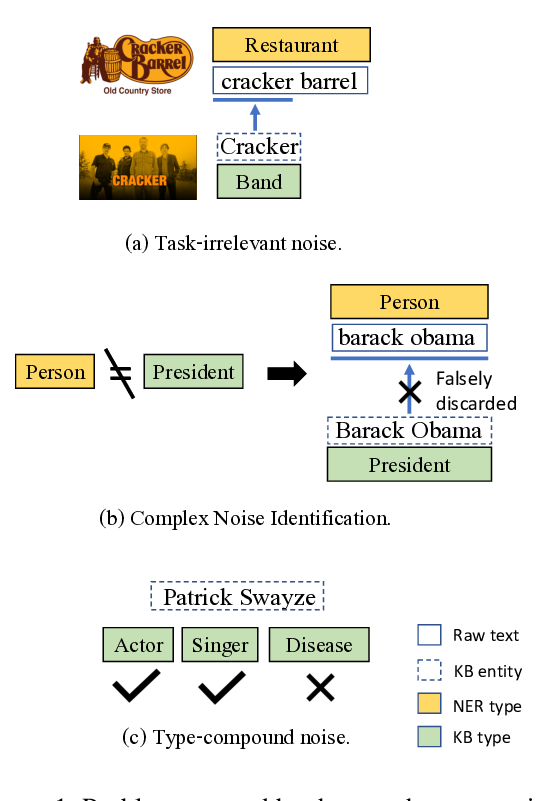 CRACKER
BARREL
Old Country Store
Restaurant
cracker barrel
CRACKER
Cracker
Band
(a) Task-irrelevant noise.
Person
barack obama
Person
≠
President
Falsely
discarded
Barack Obama
President
(b) Complex Noise Identification.
Patrick Swayze
Actor
Singer
Disease
(c) Type-compound noise.
Raw text
KB entity
NER type
KB type